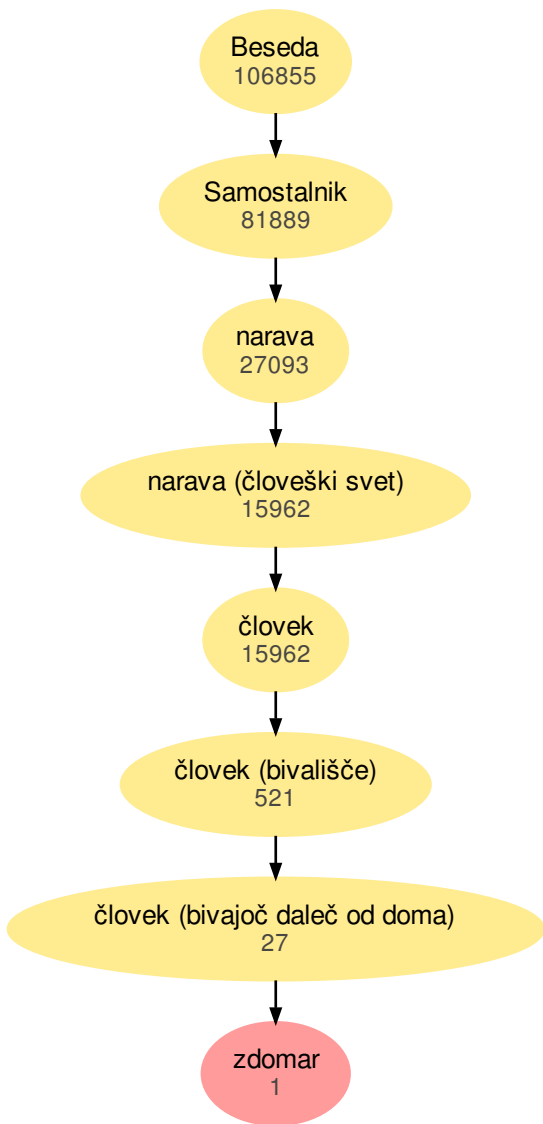 Beseda
106855
Samostalnik
81889
narava
27093
narava (človeški svet)
15962
človek
15962
človek (bivališče)
521
človek (bivajoč daleč od doma)
27
zdomar
1